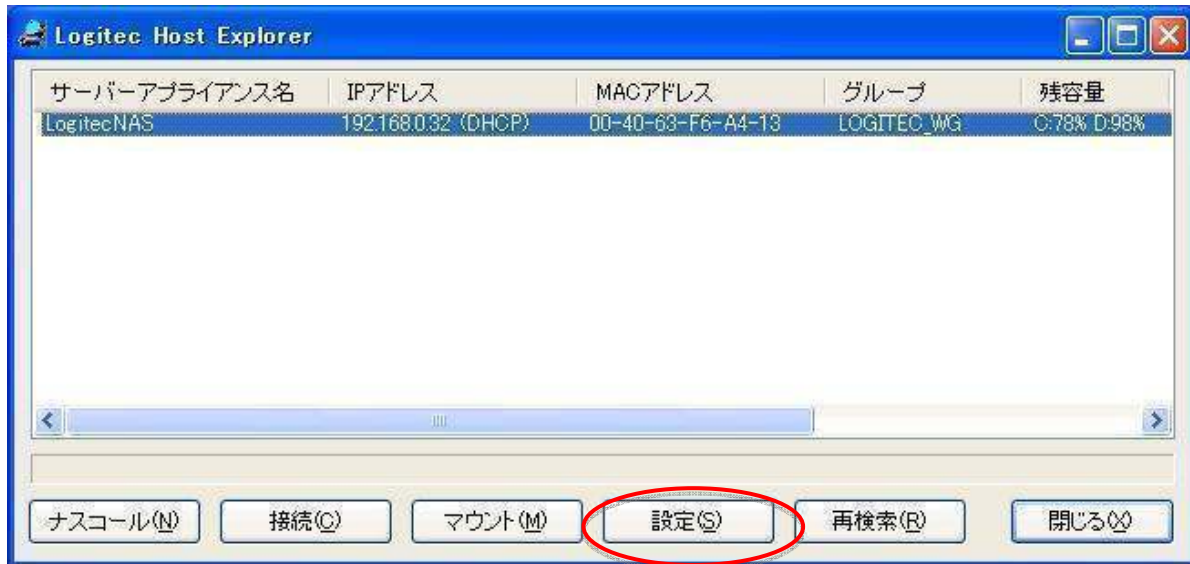 Logitec Host Explorer
サーバーアプライアンス名 IPアドレス MACアドレス グループ 残容量
LogitecNAS 192.168.0.32 (DHCP) 00-40-63-F6-A4-13 LOGITEC_WG C:78% D:98%
ナスコール(N) 接続(C) マウント(M) 設定(S) 再検索(R) 閉じる(X)